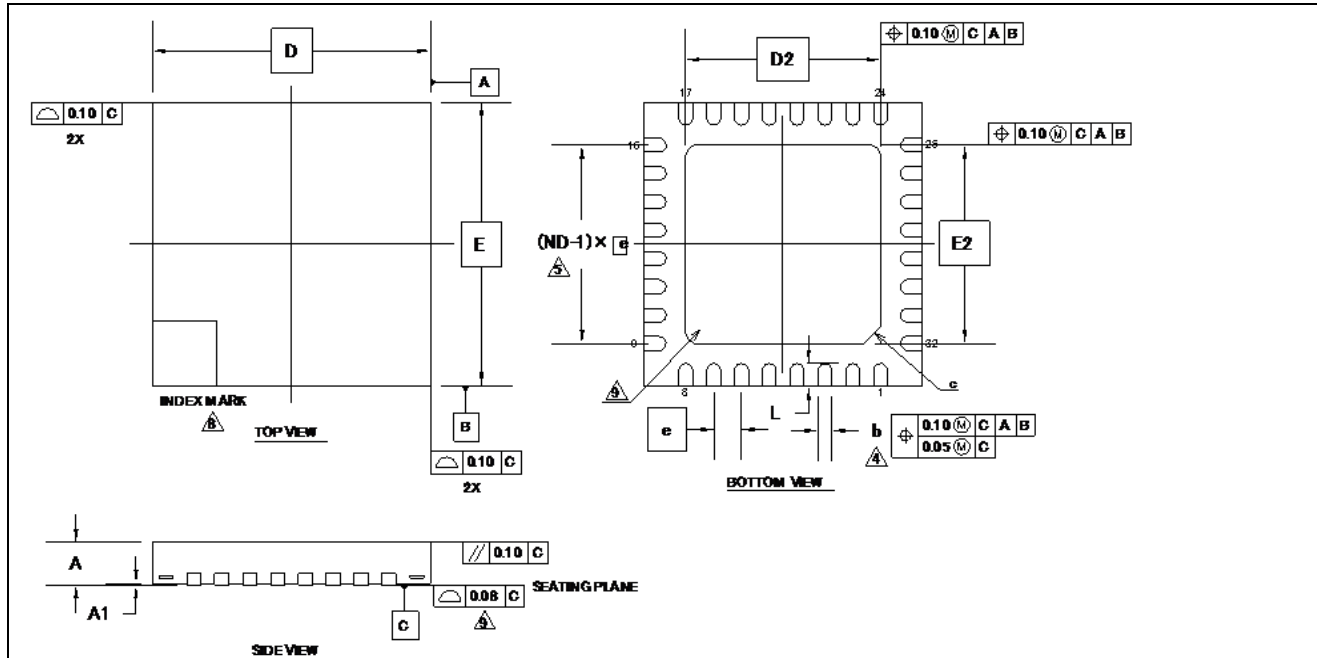 D
A
0.10 C
2X
E
INDEX MARK
8
TOP VIEW
B
0.10 C
2X
0.10 M C A B
D2
17
24
0.10 M C A B
16
25
(ND-1)× e
5
E2
9
32
9
8
1
c
e
L
b
4
0.10 M C A B
0.05 M C
BOTTOM VIEW
A
0.10 C
SEATING PLANE
A1
0.08 C
9
C
SIDE VIEW